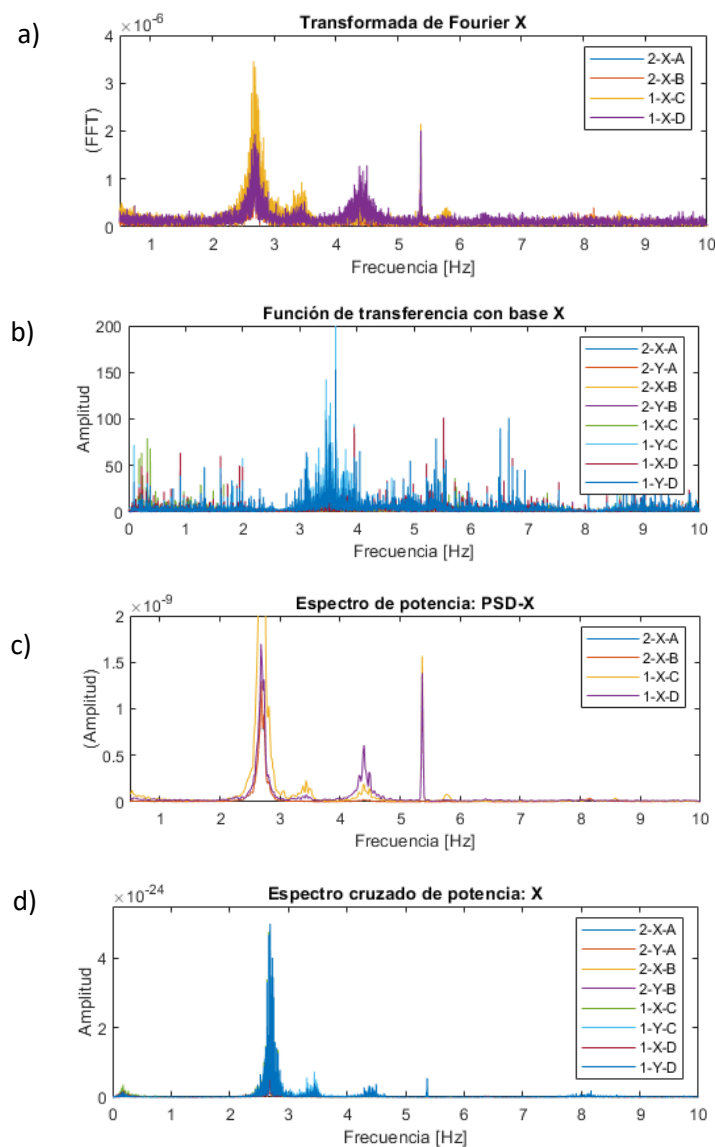 a)
Transformada de Fourier X
×10^-6
4
3
2
1
0
(FFT)
2-X-A
2-X-B
1-X-C
1-X-D
1 2 3 4 5 6 7 8 9 10
Frecuencia [Hz]
b)
Función de transferencia con base X
200
150
100
50
0
Amplitud
2-X-A
2-Y-A
2-X-B
2-Y-B
1-X-C
1-Y-C
1-X-D
1-Y-D
0 1 2 3 4 5 6 7 8 9 10
Frecuencia [Hz]
c)
Espectro de potencia: PSD-X
×10^-9
2
1.5
1
0.5
0
(Amplitud)
2-X-A
2-X-B
1-X-C
1-X-D
1 2 3 4 5 6 7 8 9 10
Frecuencia [Hz]
d)
Espectro cruzado de potencia: X
×10^-24
4
2
0
Amplitud
2-X-A
2-Y-A
2-X-B
2-Y-B
1-X-C
1-Y-C
1-X-D
1-Y-D
0 1 2 3 4 5 6 7 8 9 10
Frecuencia [Hz]